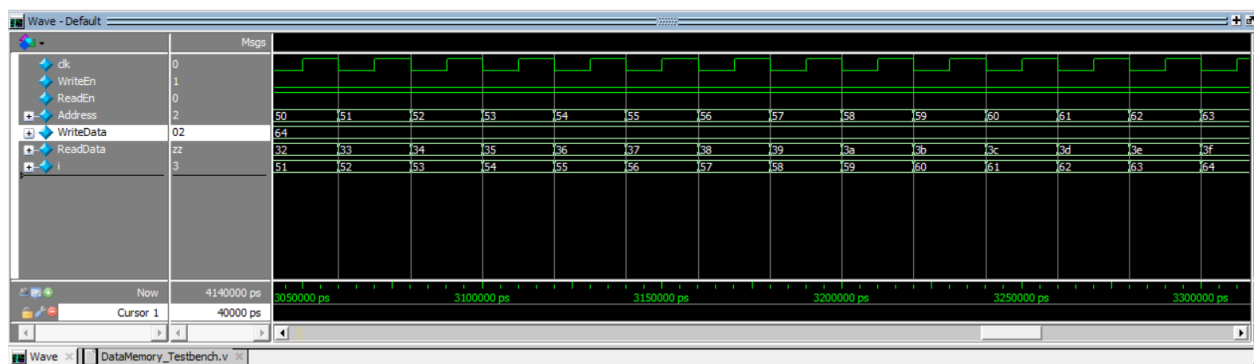 Wave - Default
Msgs
clk 0
WriteEn 1
ReadEn 0
Address 2 50 51 52 53 54 55 56 57 58 59 60 61 62 63
WriteData 02 64
ReadData zz 32 33 34 35 36 37 38 39 3a 3b 3c 3d 3e 3f
i 3 51 52 53 54 55 56 57 58 59 60 61 62 63 64
Now 4140000 ps 3050000 ps 3100000 ps 3150000 ps 3200000 ps 3250000 ps 3300000 ps
Cursor 1 40000 ps
Wave DataMemory_Testbench.v